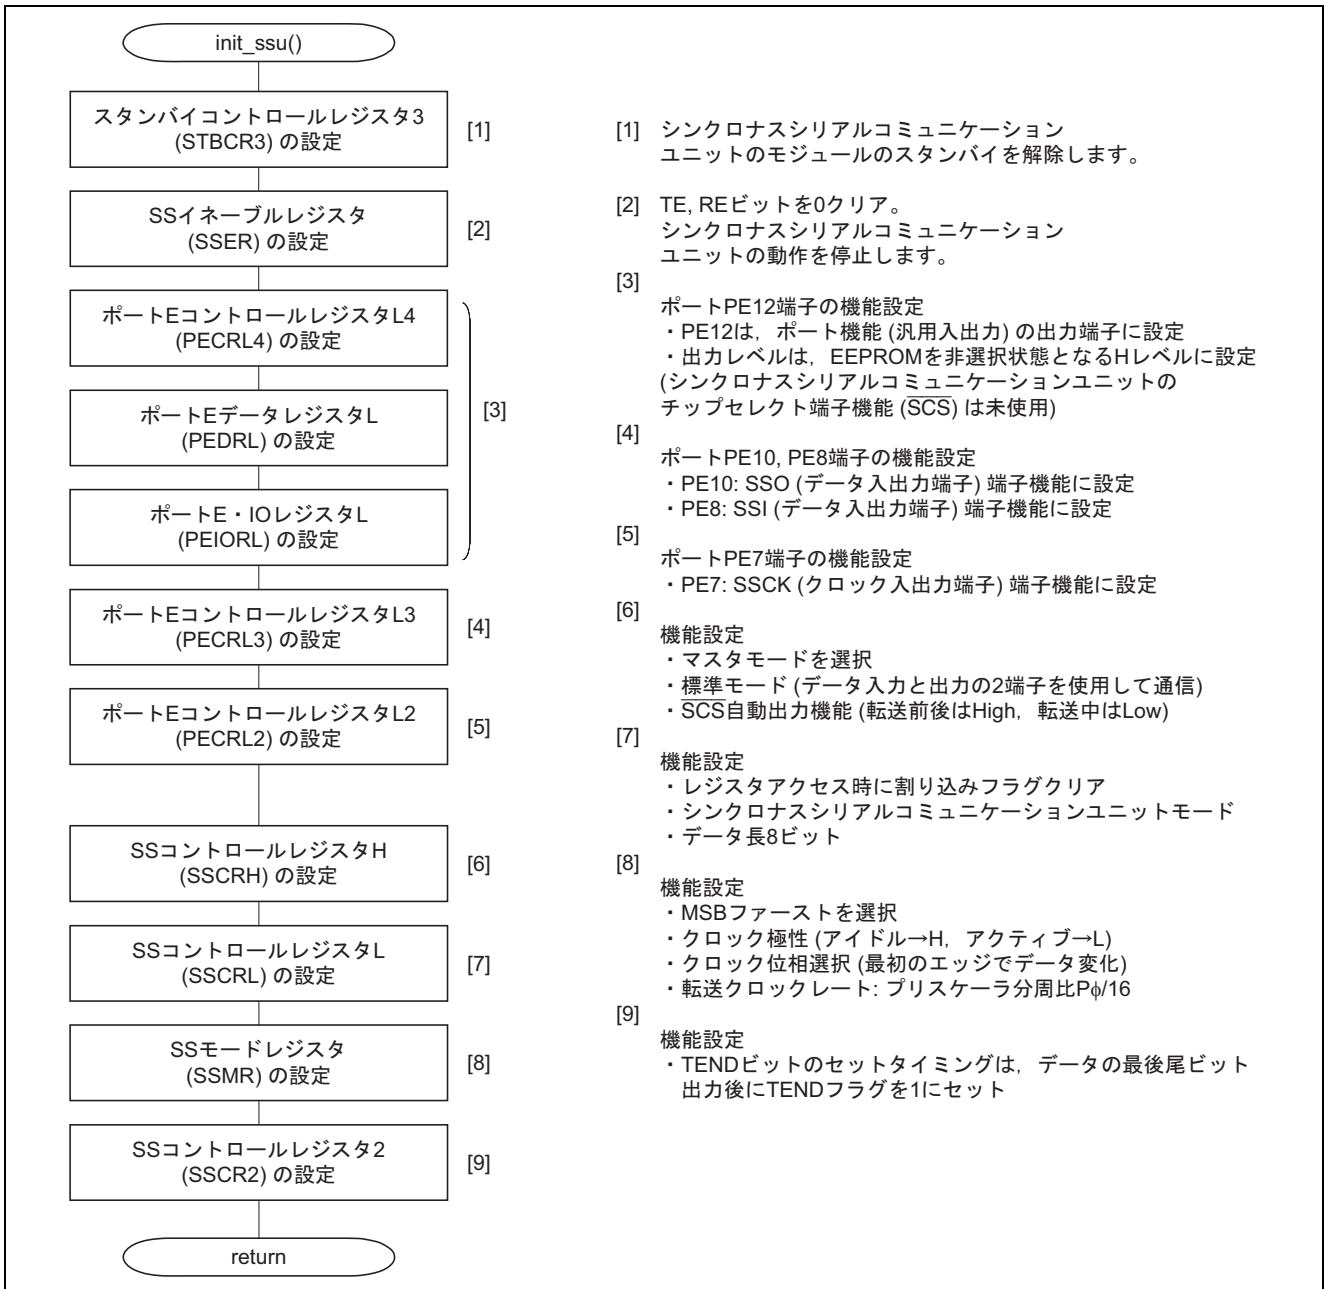 init_ssu()
スタンバイコントロールレジスタ3
(STBCR3) の設定
[1]
SSイネーブルレジスタ
(SSER) の設定
[2]
ポートEコントロールレジスタL4
(PECRL4) の設定
ポートEデータレジスタL
(PEDRL) の設定
[3]
ポートE・IOレジスタL
(PEIORL) の設定
ポートEコントロールレジスタL3
(PECRL3) の設定
[4]
ポートEコントロールレジスタL2
(PECRL2) の設定
[5]
SSコントロールレジスタH
(SSCRH) の設定
[6]
SSコントロールレジスタL
(SSCRL) の設定
[7]
SSモードレジスタ
(SSMR) の設定
[8]
SSコントロールレジスタ2
(SSCR2) の設定
[9]
return
[1] シンクロナスシリアルコミュニケーション
ユニットのモジュールのスタンバイを解除します。
[2] TE, REビットを0クリア。
シンクロナスシリアルコミュニケーション
ユニットの動作を停止します。
[3]
ポートPE12端子の機能設定
・PE12は，ポート機能 (汎用入出力) の出力端子に設定
・出力レベルは，EEPROMを非選択状態となるHレベルに設定
(シンクロナスシリアルコミュニケーションユニットの
チップセレクト端子機能 (SCS) は未使用)
[4]
ポートPE10, PE8端子の機能設定
・PE10: SSO (データ入出力端子) 端子機能に設定
・PE8: SSI (データ入出力端子) 端子機能に設定
[5]
ポートPE7端子の機能設定
・PE7: SSCK (クロック入出力端子) 端子機能に設定
[6]
機能設定
・マスタモードを選択
・標準モード (データ入力と出力の2端子を使用して通信)
・SCS自動出力機能 (転送前後はHigh，転送中はLow)
[7]
機能設定
・レジスタアクセス時に割り込みフラグクリア
・シンクロナスシリアルコミュニケーションユニットモード
・データ長8ビット
[8]
機能設定
・MSBファーストを選択
・クロック極性 (アイドル→H，アクティブ→L)
・クロック位相選択 (最初のエッジでデータ変化)
・転送クロックレート: プリスケーラ分周比Pφ/16
[9]
機能設定
・TENDビットのセットタイミングは，データの最後尾ビット
出力後にTENDフラグを1にセット